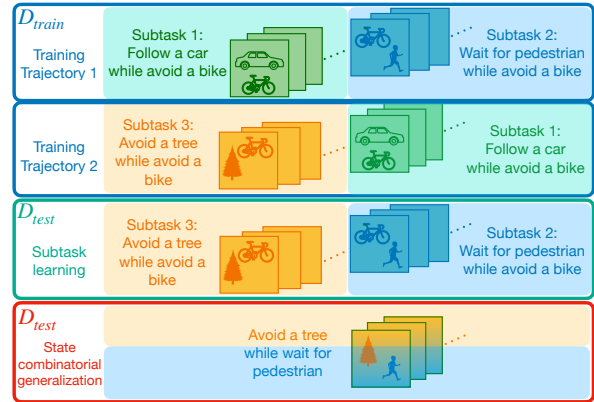 D_train
Training
Trajectory 1
Subtask 1:
Follow a car
while avoid a bike
Subtask 2:
Wait for pedestrian
while avoid a bike
Training
Trajectory 2
Subtask 3:
Avoid a tree
while avoid a
bike
Subtask 1:
Follow a car
while avoid a bike
D_test
Subtask
learning
Subtask 3:
Avoid a tree
while avoid a
bike
Subtask 2:
Wait for pedestrian
while avoid a bike
D_test
State
combinatorial
generalization
Avoid a tree
while wait for
pedestrian